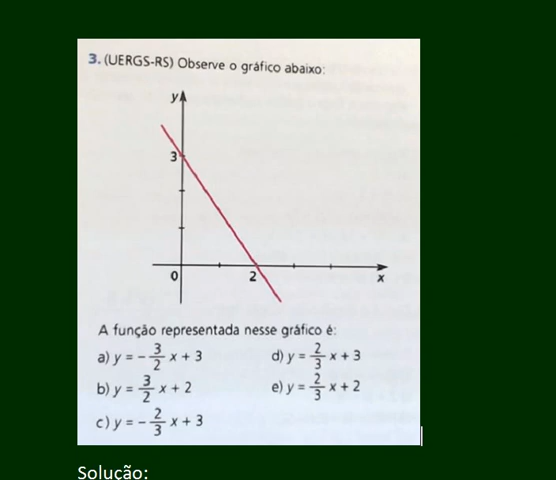 3. (UERGS-RS) Observe o gráfico abaixo:
y
3
0 2 x
A função representada nesse gráfico é:
a) y = - 3/2 x + 3 d) y = 2/3 x + 3
b) y = 3/2 x + 2 e) y = 2/3 x + 2
c) y = - 2/3 x + 3
Solução: